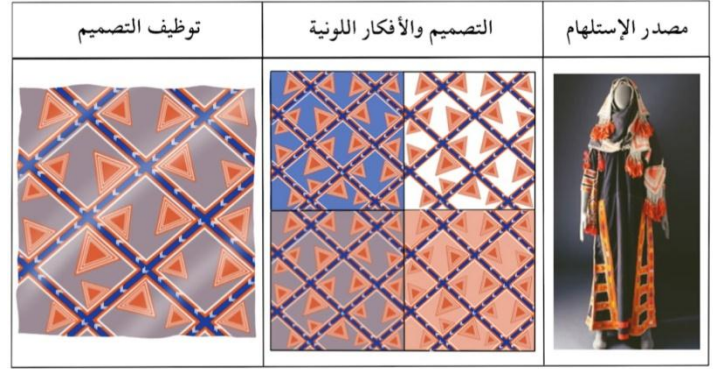 مصدر الإستلهام
التصميم والأفكار اللونية
توظيف التصميم